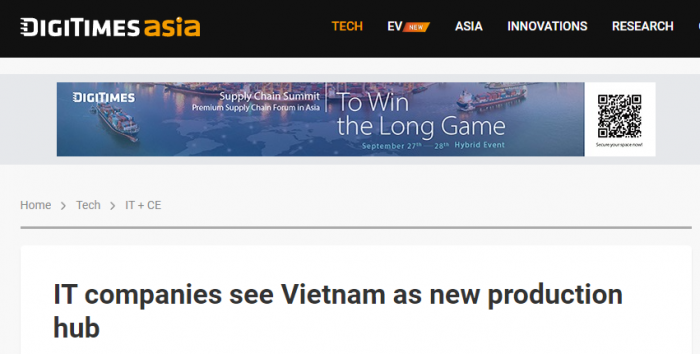 DIGITIMES asia
TECH EV NEW ASIA INNOVATIONS RESEARCH
DIGITIMES
Supply Chain Summit
Premium Supply Chain Forum in Asia
To Win
the Long Game
September 27th — 28th Hybrid Event
Secure your space now!
Home > Tech > IT + CE
IT companies see Vietnam as new production
hub